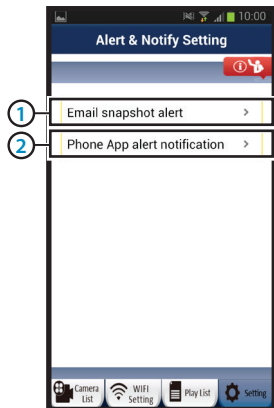 10:00
Alert & Notify Setting
i
1 Email snapshot alert >
2 Phone App alert notification >
Camera List
WIFI Setting
Play List
Setting